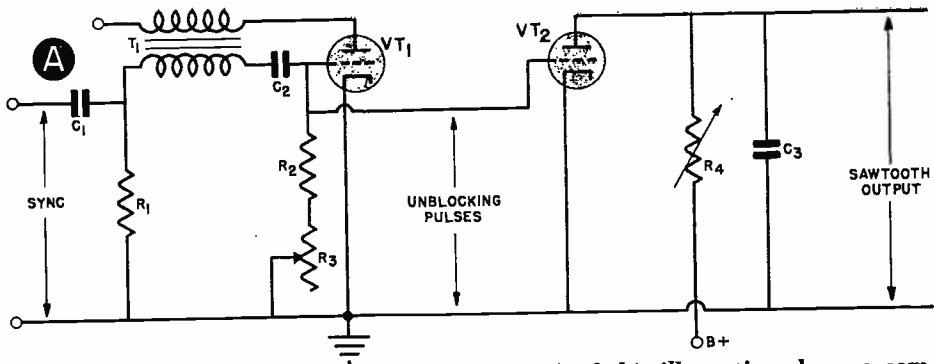 A
T1
C1
C2
VT1
VT2
R1
R2
R3
R4
C3
SYNC
UNBLOCKING
PULSES
SAWTOOTH
OUTPUT
B+